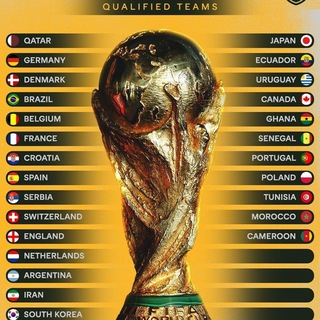 QUALIFIED TEAMS
QATAR
GERMANY
DENMARK
BRAZIL
BELGIUM
FRANCE
CROATIA
SPAIN
SERBIA
SWITZERLAND
ENGLAND
NETHERLANDS
ARGENTINA
IRAN
SOUTH KOREA
JAPAN
ECUADOR
URUGUAY
CANADA
GHANA
SENEGAL
PORTUGAL
POLAND
TUNISIA
MOROCCO
CAMEROON
FIFA